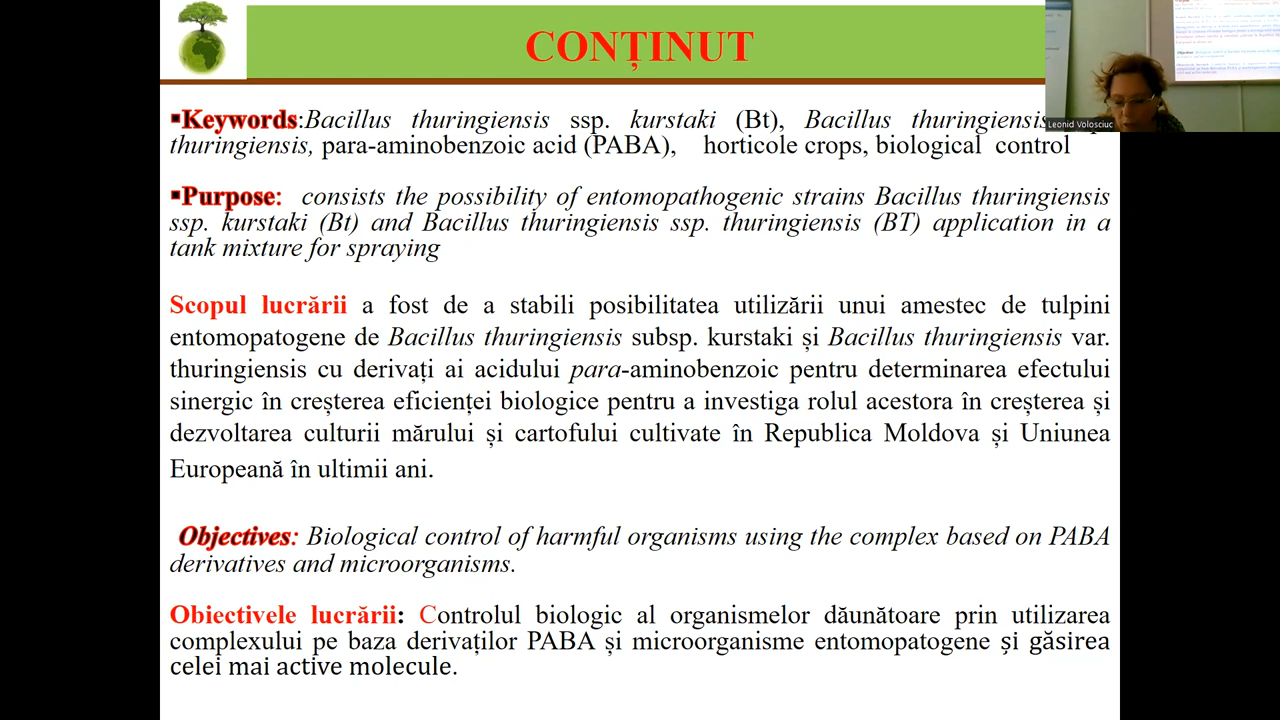 CONȚINUT
▪Keywords:Bacillus thuringiensis ssp. kurstaki (Bt), Bacillus thuringiensis
thuringiensis, para-aminobenzoic acid (PABA), horticole crops, biological control
▪Purpose: consists the possibility of entomopathogenic strains Bacillus thuringiensis
ssp. kurstaki (Bt) and Bacillus thuringiensis ssp. thuringiensis (BT) application in a
tank mixture for spraying
Scopul lucrării a fost de a stabili posibilitatea utilizării unui amestec de tulpini
entomopatogene de Bacillus thuringiensis subsp. kurstaki și Bacillus thuringiensis var.
thuringiensis cu derivați ai acidului para-aminobenzoic pentru determinarea efectului
sinergic în creșterea eficienței biologice pentru a investiga rolul acestora în creșterea și
dezvoltarea culturii mărului și cartofului cultivate în Republica Moldova și Uniunea
Europeană în ultimii ani.
Objectives: Biological control of harmful organisms using the complex based on PABA
derivatives and microorganisms.
Obiectivele lucrării: Controlul biologic al organismelor dăunătoare prin utilizarea
complexului pe baza derivaților PABA și microorganisme entomopatogene și găsirea
celei mai active molecule.
Leonid Volosciuc